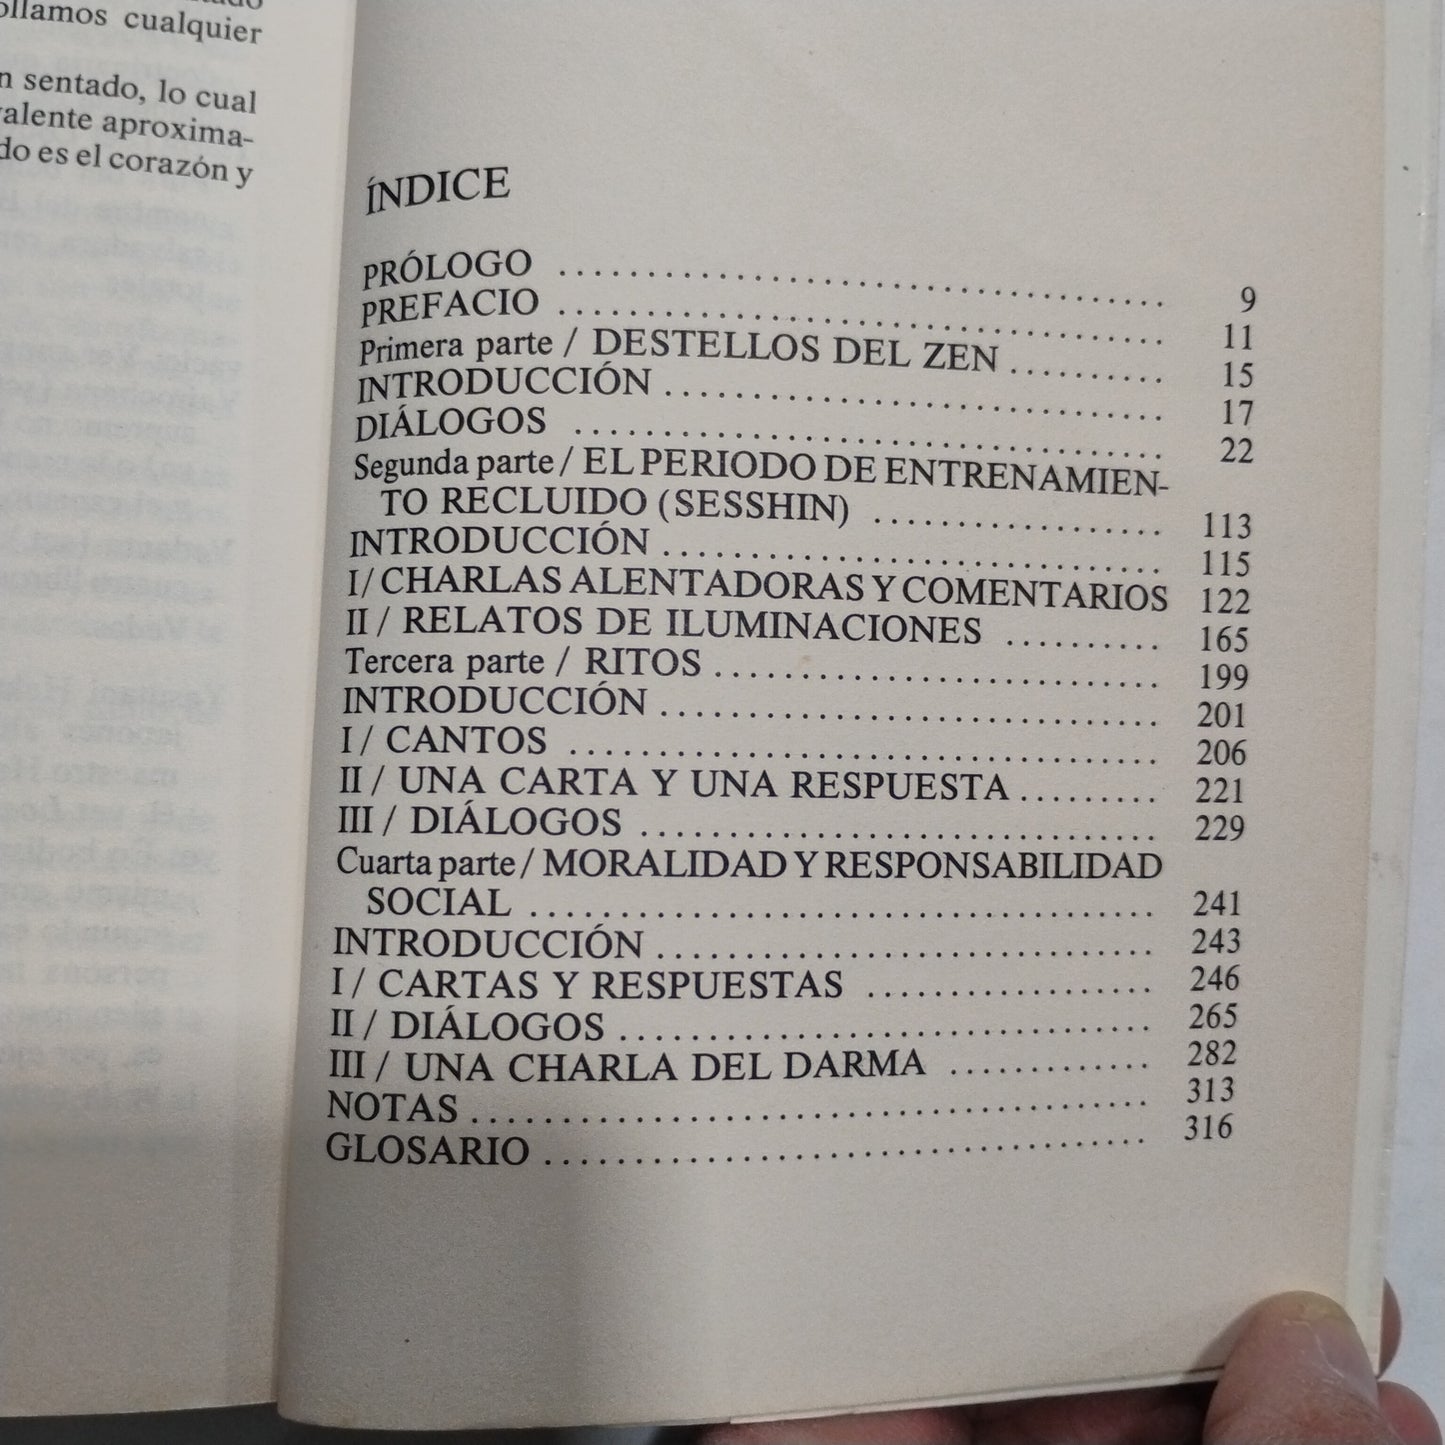 ollamos cualquier
n sentado, lo cual
valente aproxima-
do es el corazón y
ÍNDICE
PRÓLOGO ........................................ 9
PREFACIO ........................................ 11
Primera parte / DESTELLOS DEL ZEN .......... 15
INTRODUCCIÓN ................................ 17
DIÁLOGOS ...................................... 22
Segunda parte / EL PERIODO DE ENTRENAMIEN-
TO RECLUIDO (SESSHIN) .................... 113
INTRODUCCIÓN ................................ 115
I / CHARLAS ALENTADORAS Y COMENTARIOS 122
II / RELATOS DE ILUMINACIONES .......... 165
Tercera parte / RITOS ............................ 199
INTRODUCCIÓN ................................ 201
I / CANTOS ...................................... 206
II / UNA CARTA Y UNA RESPUESTA ......... 221
III / DIÁLOGOS ................................. 229
Cuarta parte / MORALIDAD Y RESPONSABILIDAD
SOCIAL .......................................... 241
INTRODUCCIÓN ................................ 243
I / CARTAS Y RESPUESTAS .................. 246
II / DIÁLOGOS .................................. 265
III / UNA CHARLA DEL DARMA ............. 282
NOTAS ............................................ 313
GLOSARIO ....................................... 316